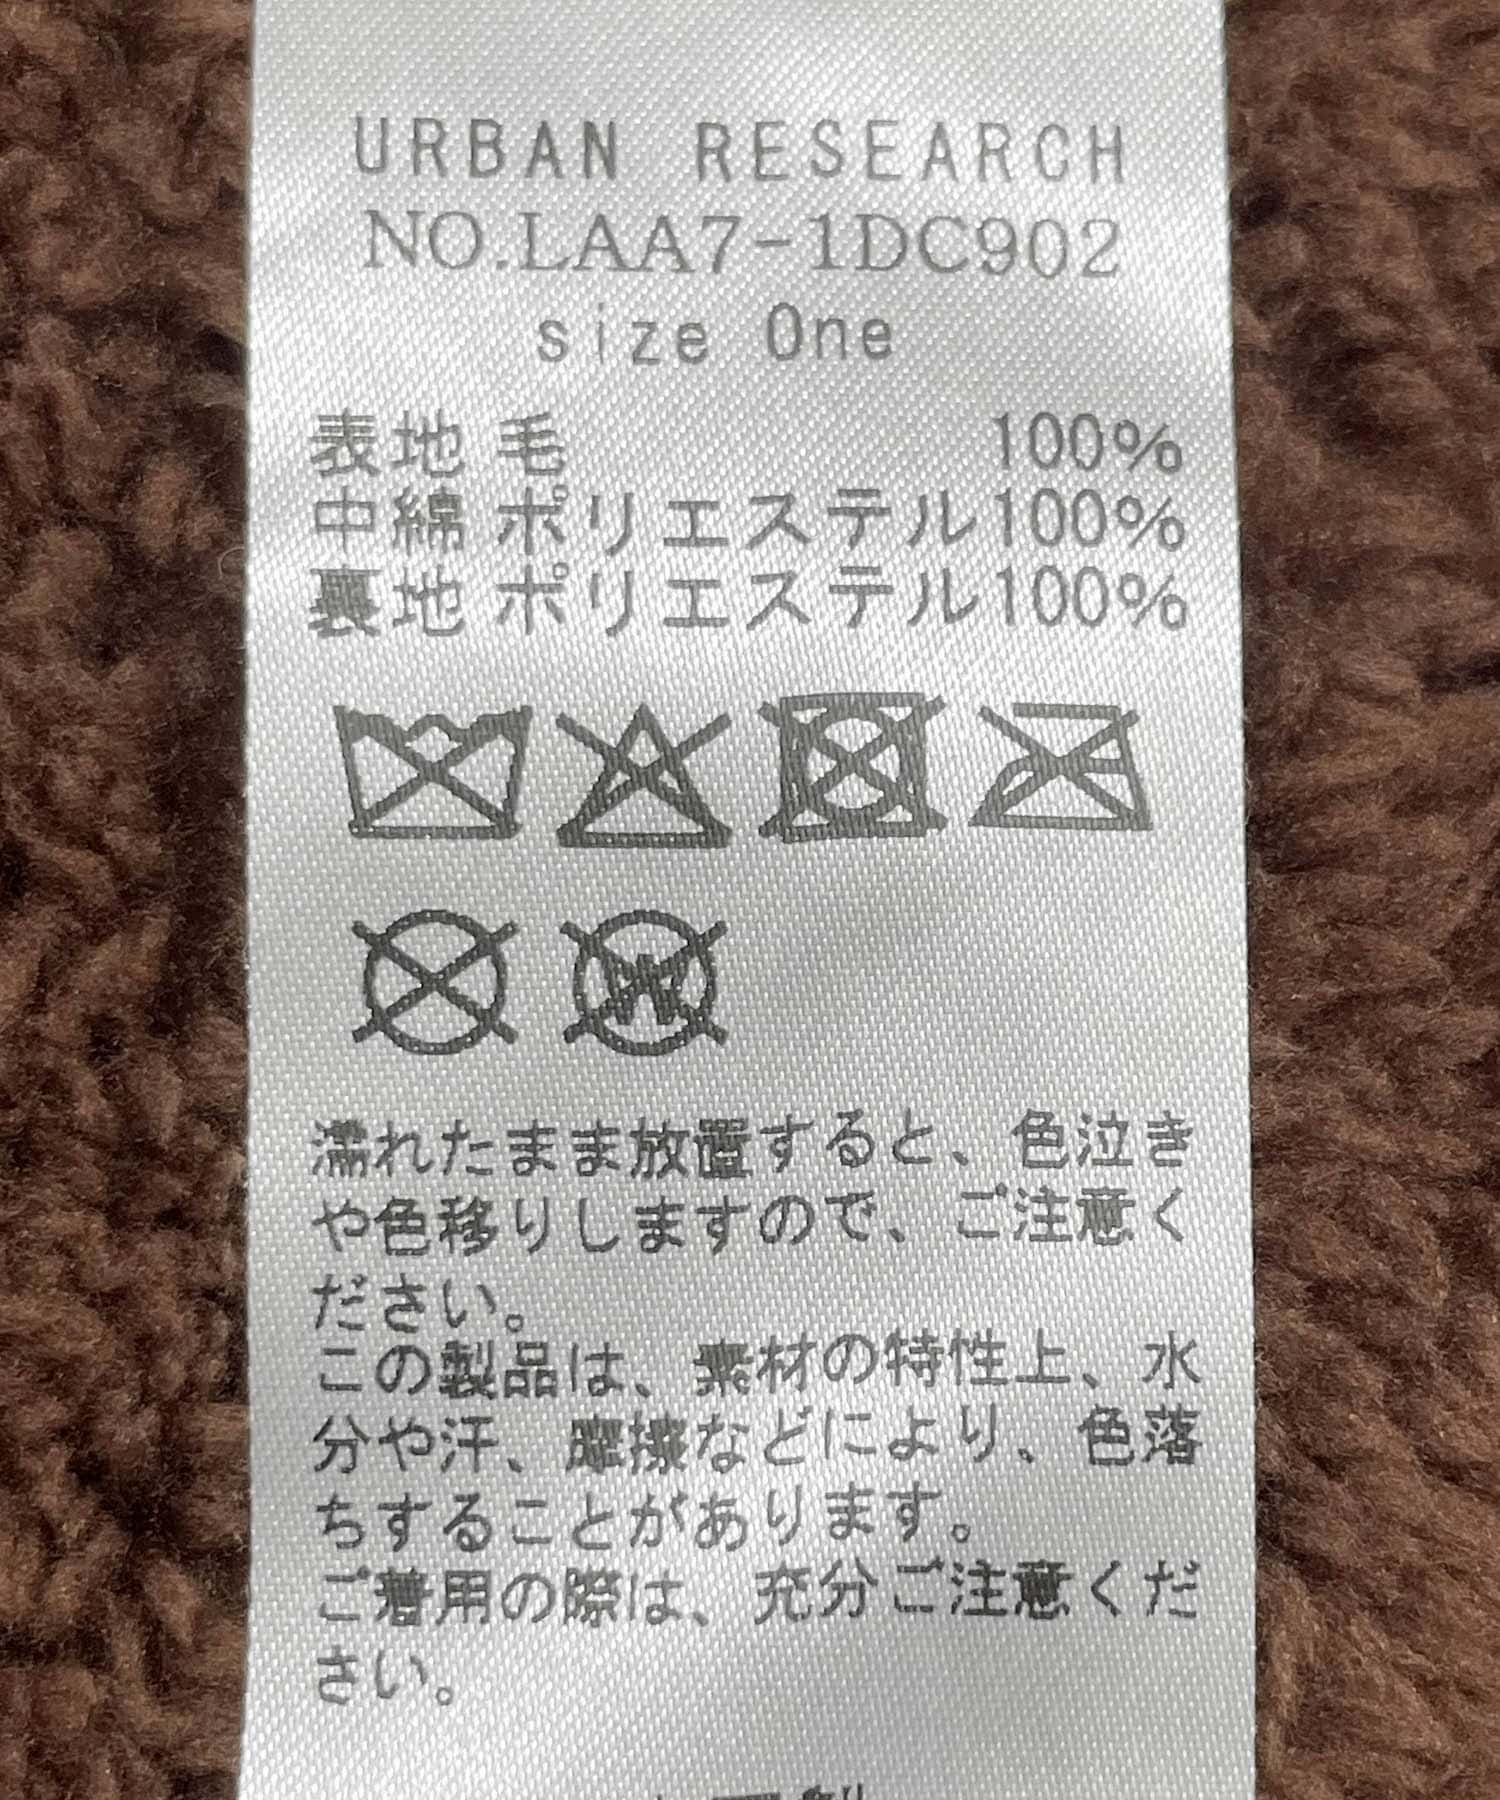 URBAN RESEARCH
NO.LAA7-1DC902
size One
表地 毛 100%
中綿 ポリエステル100%
裏地 ポリエステル100%
濡れたまま放置すると、色泣き
や色移りしますので、ご注意く
ださい。
この製品は、素材の特性上、水
分や汗、摩擦などにより、色落
ちすることがあります。
ご着用の際は、充分ご注意くだ
さい。